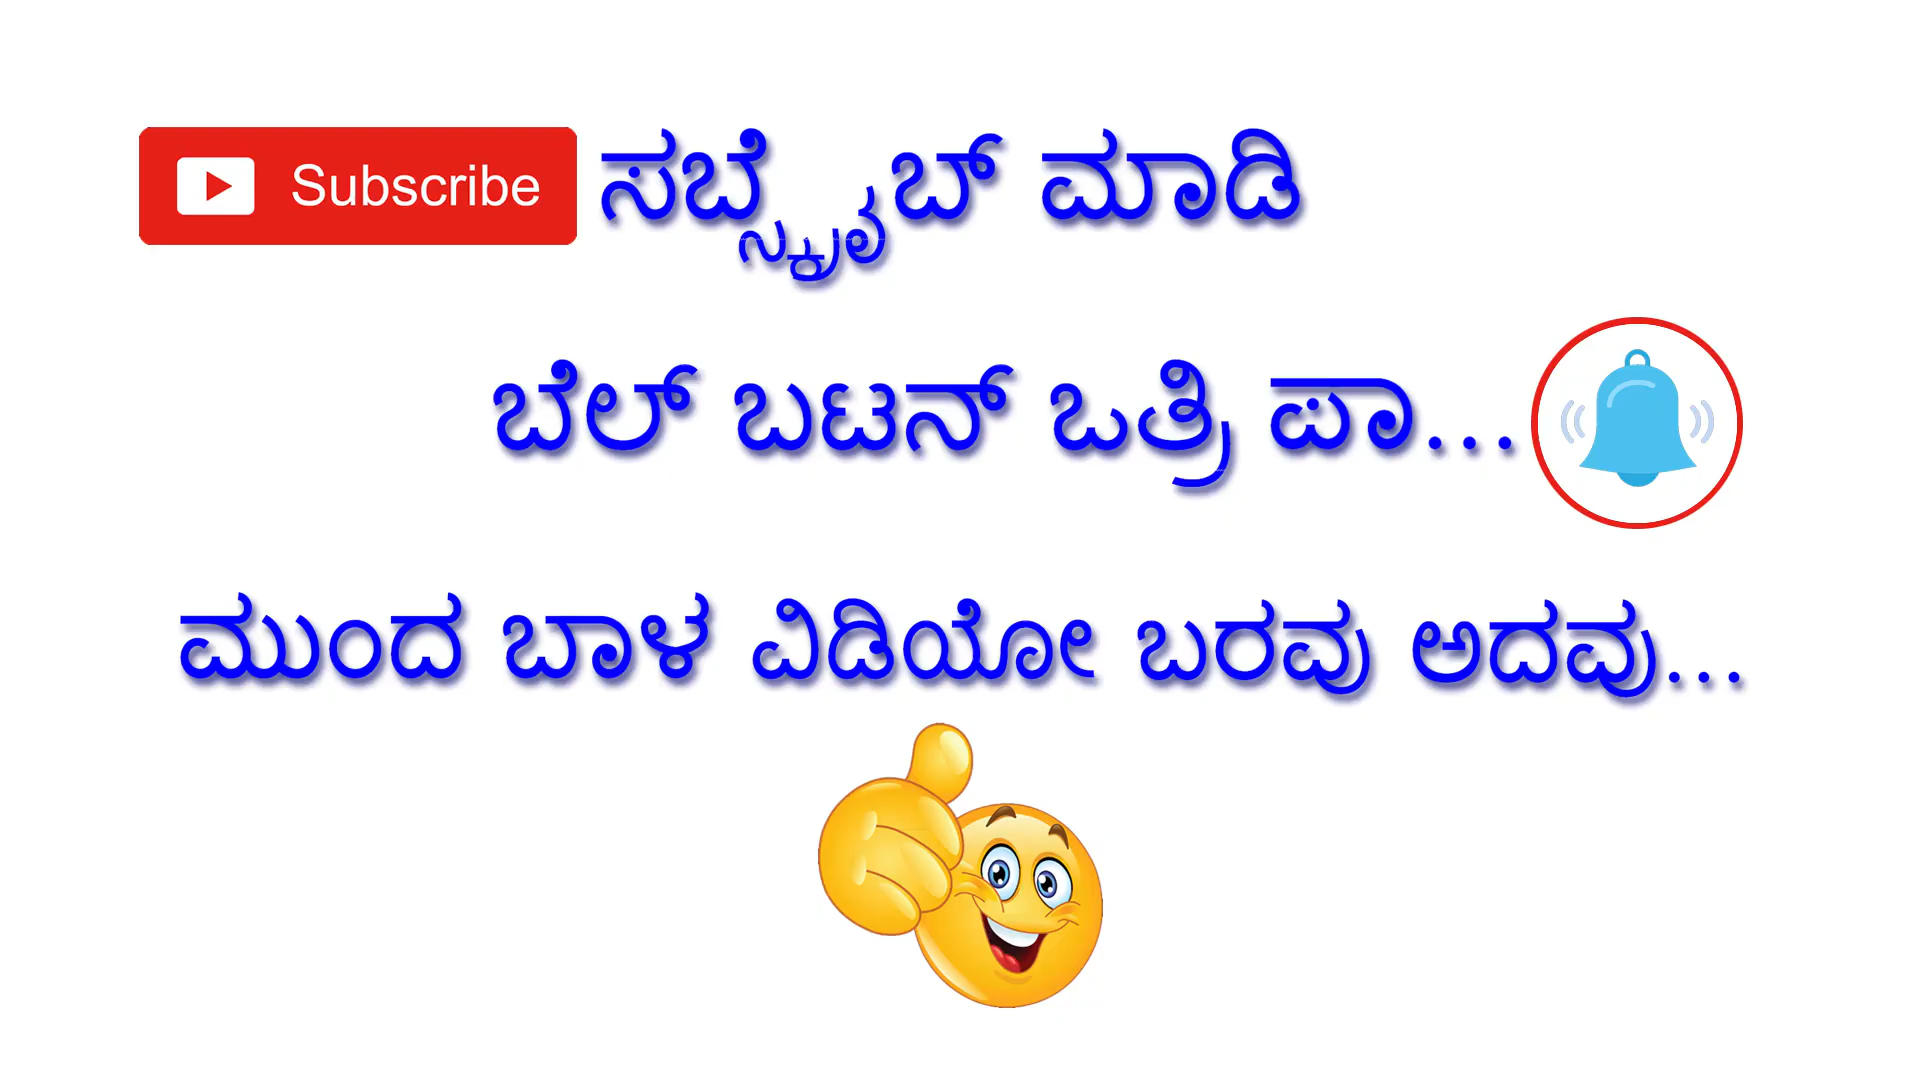 Subscribe ಸಬ್ಸ್ಕ್ರೈಬ್ ಮಾಡಿ
ಬೆಲ್ ಬಟನ್ ಒತ್ರಿ ಪಾ...
ಮುಂದ ಬಾಳ ವಿಡಿಯೋ ಬರವು ಅದವು...